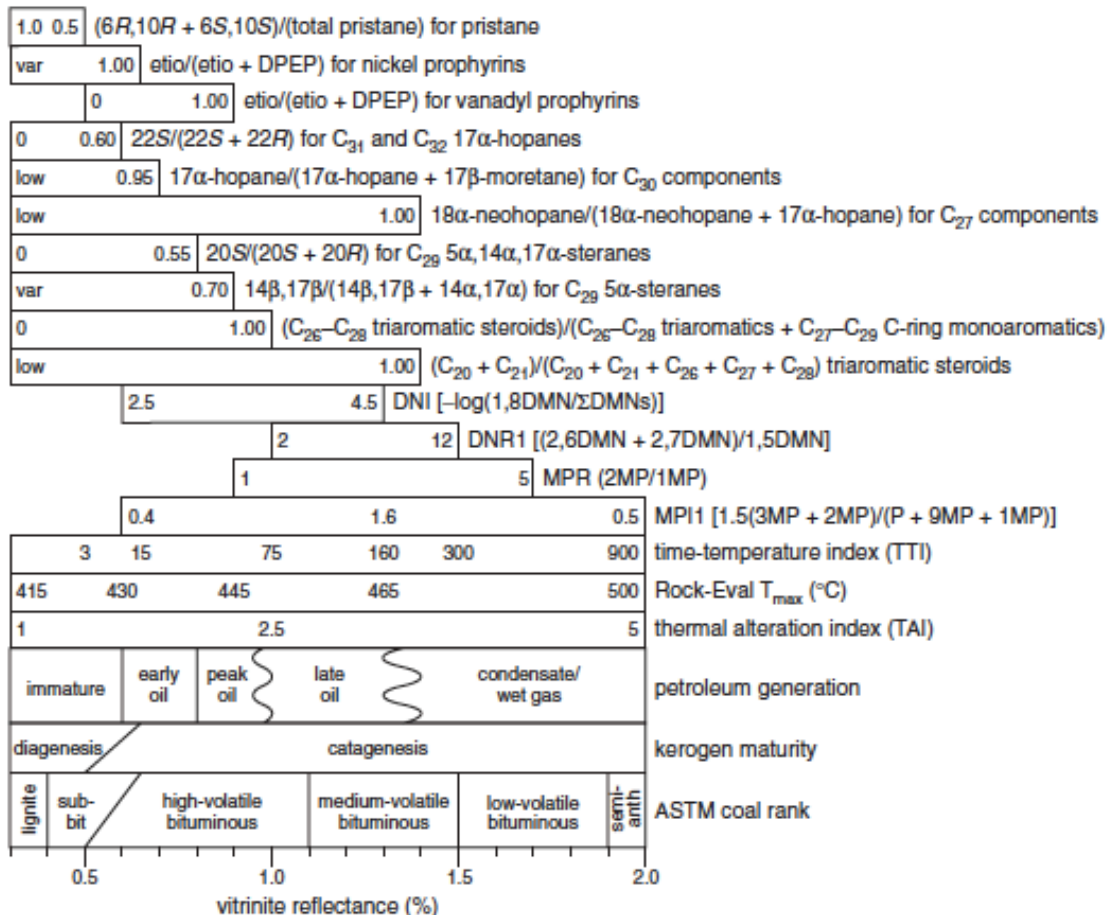 1.0 0.5 (6R,10R + 6S,10S)/(total pristane) for pristane
var 1.00 etio/(etio + DPEP) for nickel prophyrins
0 1.00 etio/(etio + DPEP) for vanadyl prophyrins
0 0.60 22S/(22S + 22R) for C₃₁ and C₃₂ 17α-hopanes
low 0.95 17α-hopane/(17α-hopane + 17β-moretane) for C₃₀ components
low 1.00 18α-neohopane/(18α-neohopane + 17α-hopane) for C₂₇ components
0 0.55 20S/(20S + 20R) for C₂₉ 5α,14α,17α-steranes
var 0.70 14β,17β/(14β,17β + 14α,17α) for C₂₉ 5α-steranes
0 1.00 (C₂₆–C₂₈ triaromatic steroids)/(C₂₆–C₂₈ triaromatics + C₂₇–C₂₉ C-ring monoaromatics)
low 1.00 (C₂₀ + C₂₁)/(C₂₀ + C₂₁ + C₂₆ + C₂₇ + C₂₈) triaromatic steroids
2.5 4.5 DNI [–log(1,8DMN/ΣDMNs)]
2 12 DNR1 [(2,6DMN + 2,7DMN)/1,5DMN]
1 5 MPR (2MP/1MP)
0.4 1.6 0.5 MPI1 [1.5(3MP + 2MP)/(P + 9MP + 1MP)]
3 15 75 160 300 900 time-temperature index (TTI)
415 430 445 465 500 Rock-Eval Tmax (°C)
1 2.5 5 thermal alteration index (TAI)
immature early oil peak oil late oil condensate/ wet gas petroleum generation
diagenesis catagenesis kerogen maturity
lignite sub- bit high-volatile bituminous medium-volatile bituminous low-volatile bituminous semi- anth ASTM coal rank
0.5 1.0 1.5 2.0
vitrinite reflectance (%)